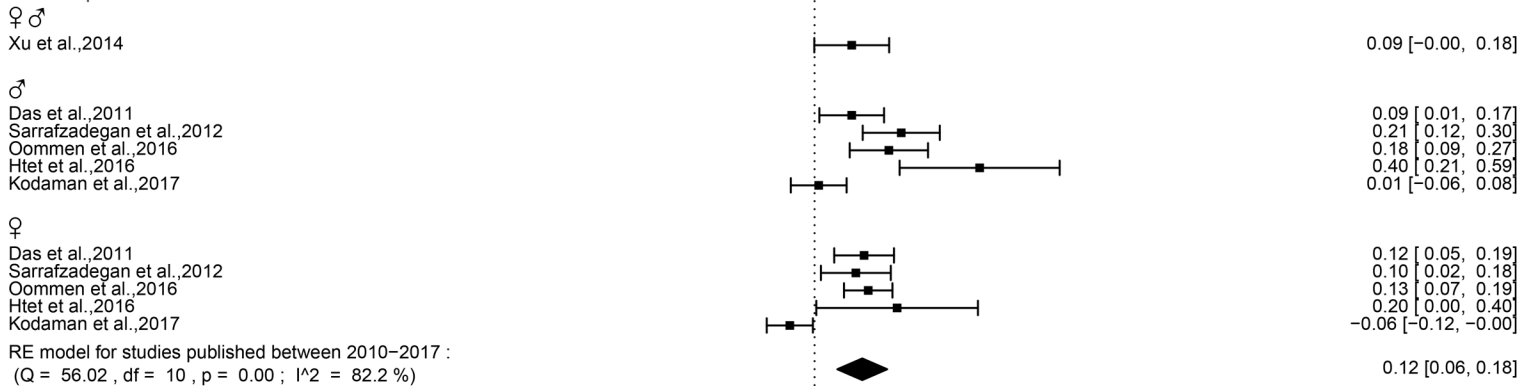 ♀♂
Xu et al.,2014 0.09 [−0.00, 0.18]
♂
Das et al.,2011 0.09 [ 0.01, 0.17]
Sarrafzadegan et al.,2012 0.21 [ 0.12, 0.30]
Oommen et al.,2016 0.18 [ 0.09, 0.27]
Htet et al.,2016 0.40 [ 0.21, 0.59]
Kodaman et al.,2017 0.01 [−0.06, 0.08]
♀
Das et al.,2011 0.12 [ 0.05, 0.19]
Sarrafzadegan et al.,2012 0.10 [ 0.02, 0.18]
Oommen et al.,2016 0.13 [ 0.07, 0.19]
Htet et al.,2016 0.20 [ 0.00, 0.40]
Kodaman et al.,2017 −0.06 [−0.12, −0.00]
RE model for studies published between 2010−2017 :
(Q = 56.02 , df = 10 , p = 0.00 ; I^2 = 82.2 %) 0.12 [0.06, 0.18]